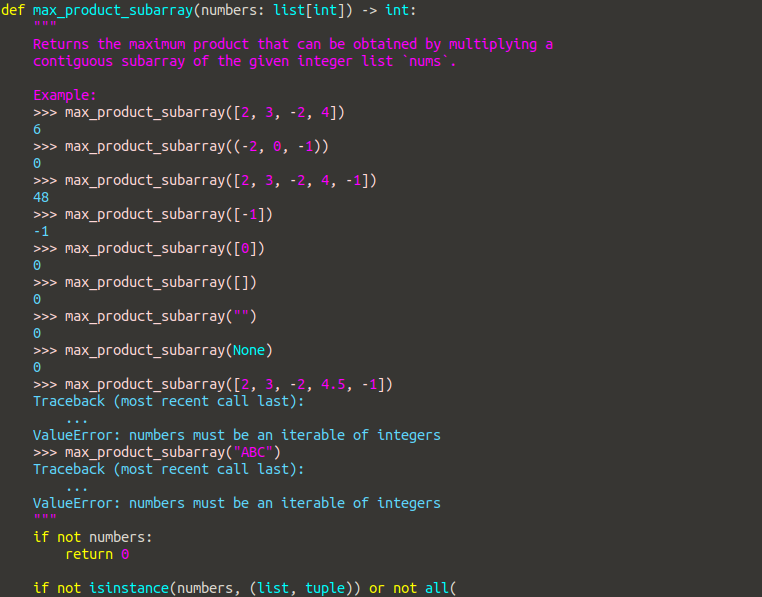 def max_product_subarray(numbers: list[int]) -> int:
    """
    Returns the maximum product that can be obtained by multiplying a
    contiguous subarray of the given integer list `nums`.

    Example:
    >>> max_product_subarray([2, 3, -2, 4])
    6
    >>> max_product_subarray((-2, 0, -1))
    0
    >>> max_product_subarray([2, 3, -2, 4, -1])
    48
    >>> max_product_subarray([-1])
    -1
    >>> max_product_subarray([0])
    0
    >>> max_product_subarray([])
    0
    >>> max_product_subarray("")
    0
    >>> max_product_subarray(None)
    0
    >>> max_product_subarray([2, 3, -2, 4.5, -1])
    Traceback (most recent call last):
        ...
    ValueError: numbers must be an iterable of integers
    >>> max_product_subarray("ABC")
    Traceback (most recent call last):
        ...
    ValueError: numbers must be an iterable of integers
    """
    if not numbers:
        return 0

    if not isinstance(numbers, (list, tuple)) or not all(